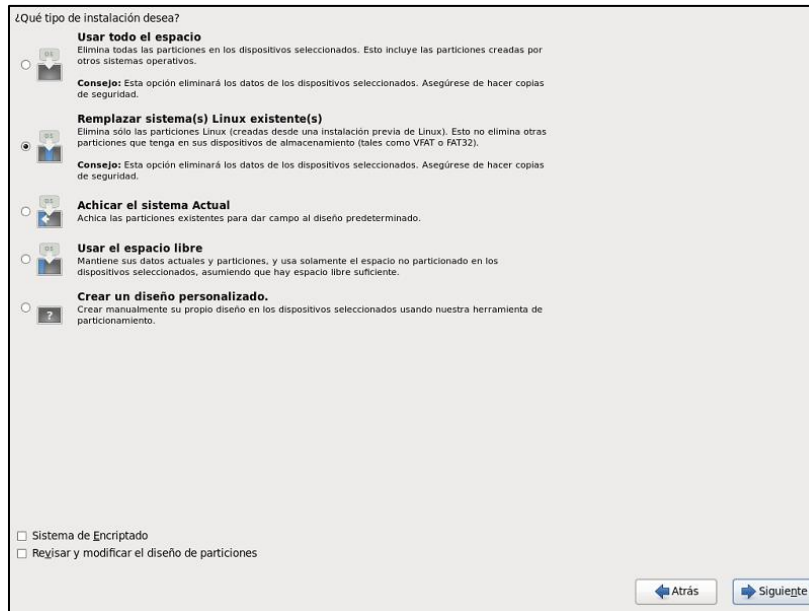 ¿Qué tipo de instalación desea?
Usar todo el espacio
Elimina todas las particiones en los dispositivos seleccionados. Esto incluye las particiones creadas por
otros sistemas operativos.
Consejo: Esta opción eliminará los datos de los dispositivos seleccionados. Asegúrese de hacer copias
de seguridad.
Remplazar sistema(s) Linux existente(s)
Elimina sólo las particiones Linux (creadas desde una instalación previa de Linux). Esto no elimina otras
particiones que tenga en sus dispositivos de almacenamiento (tales como VFAT o FAT32).
Consejo: Esta opción eliminará los datos de los dispositivos seleccionados. Asegúrese de hacer copias
de seguridad.
Achicar el sistema Actual
Achica las particiones existentes para dar campo al diseño predeterminado.
Usar el espacio libre
Mantiene sus datos actuales y particiones, y usa solamente el espacio no particionado en los
dispositivos seleccionados, asumiendo que hay espacio libre suficiente.
Crear un diseño personalizado.
Crear manualmente su propio diseño en los dispositivos seleccionados usando nuestra herramienta de
particionamiento.
Sistema de Encriptado
Revisar y modificar el diseño de particiones
Atrás
Siguiente